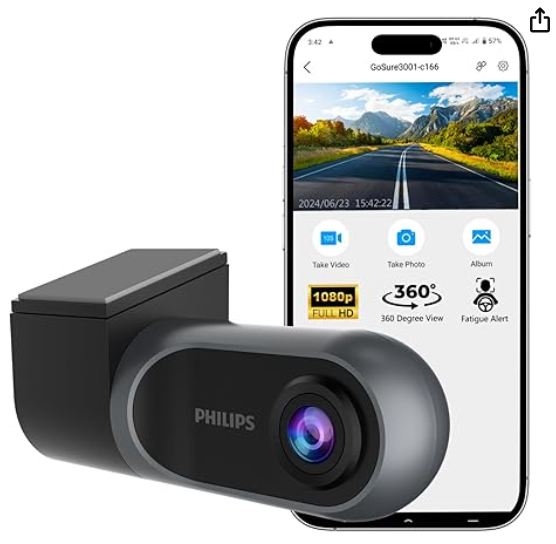 3:42
57%
GoSure3001-c166
2024/06/23 15:42:22
Take Video
Take Photo
Album
1080p
FULL HD
360°
360 Degree View
Fatigue Alert
PHILIPS